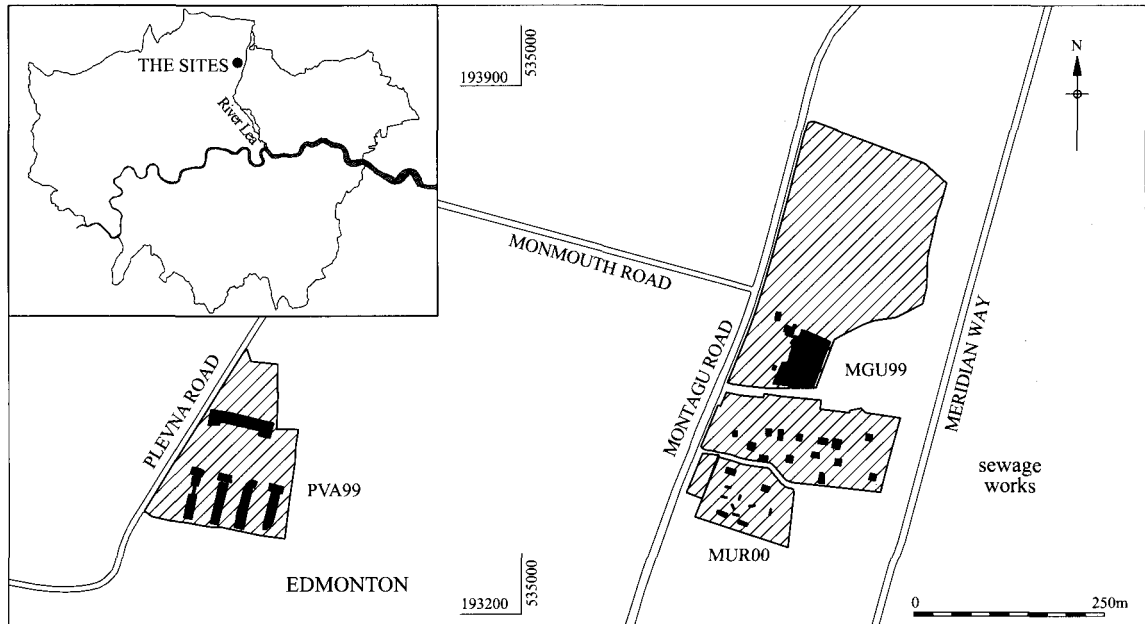 THE SITES
River Lea
193900
535000
N
MONMOUTH ROAD
PLEVNA ROAD
MONTAGU ROAD
MERIDIAN WAY
MGU99
PVA99
sewage
works
MUR00
EDMONTON
193200
535000
0
250m